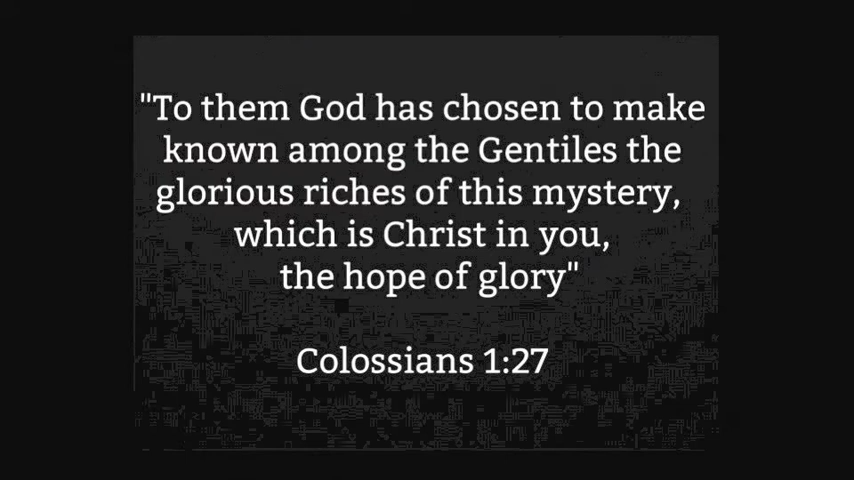 "To them God has chosen to make
known among the Gentiles the
glorious riches of this mystery,
which is Christ in you,
the hope of glory"
Colossians 1:27